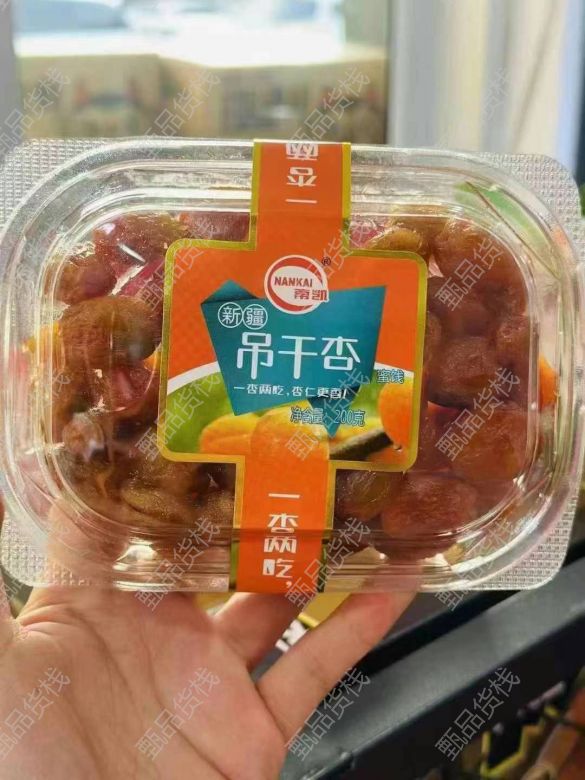 一杏两
NANKAI®
南凯
新疆
吊干杏
一杏两吃，杏仁更香！
蜜饯
净含量：200克
一杏两吃，
甄品货栈